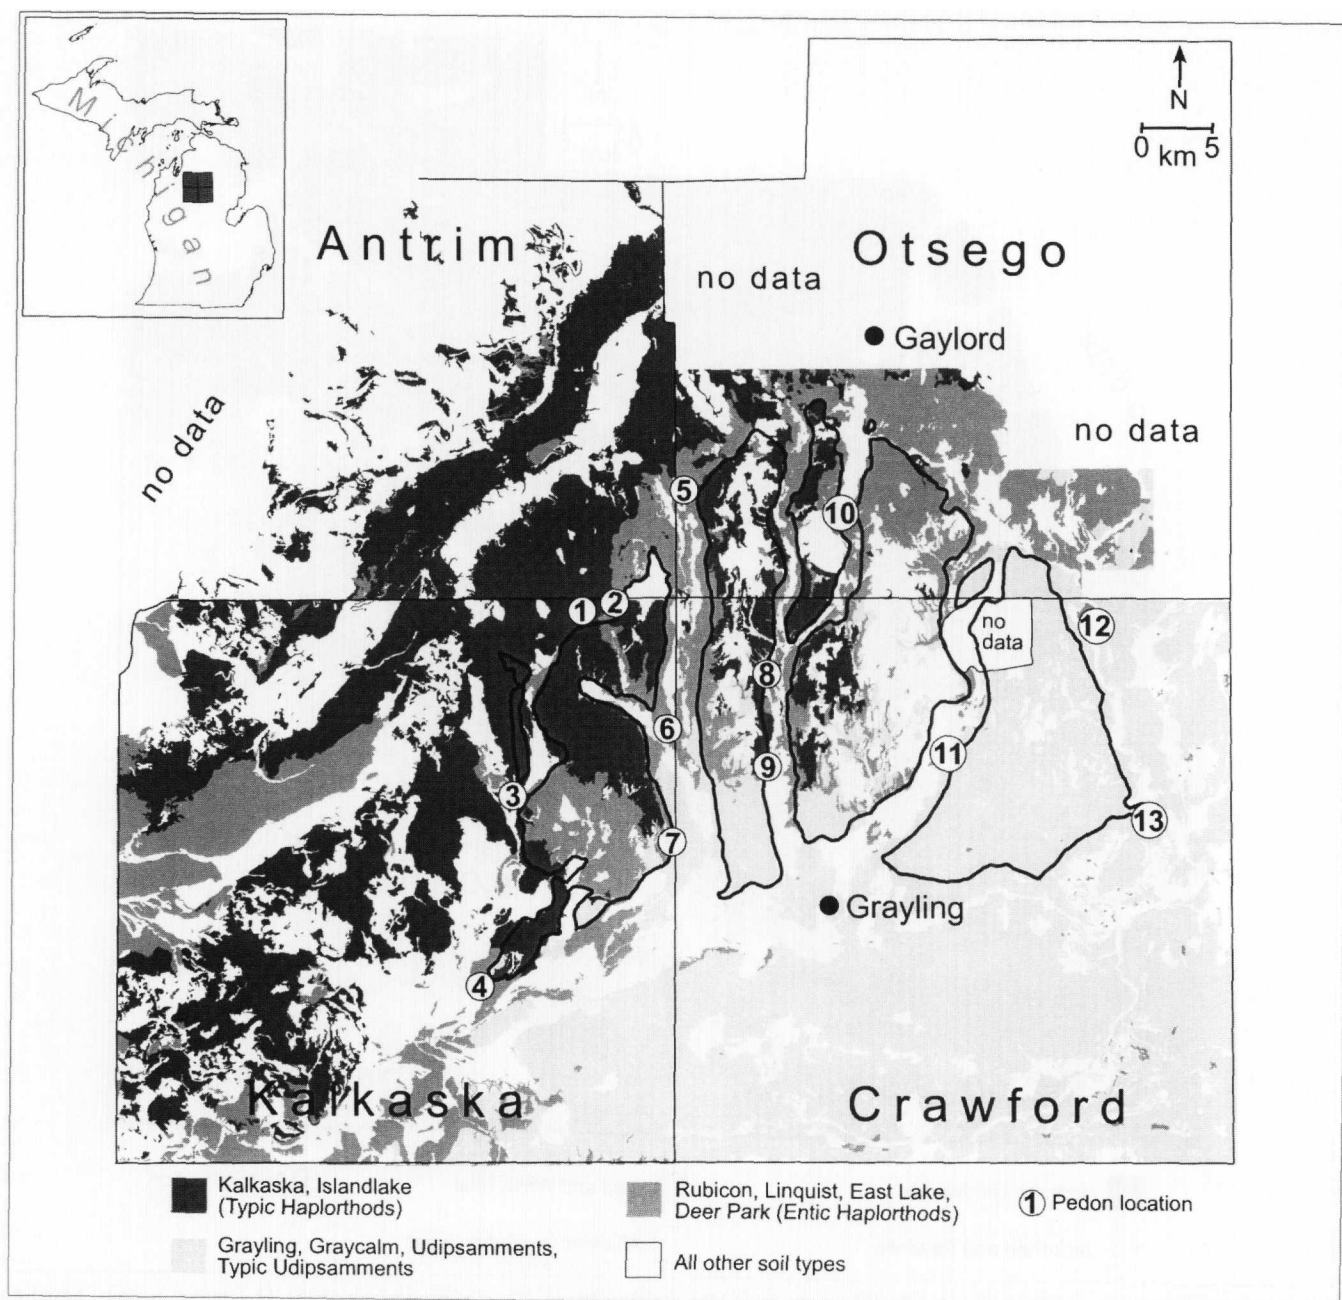 Michigan
N
0 km 5
Antrim
Otsego
no data
Gaylord
no data
no data
5
10
1
2
no
data
12
8
6
11
9
3
13
7
Grayling
4
Kalkaska
Crawford
Kalkaska, Islandlake
(Typic Haplorthods)
Rubicon, Linquist, East Lake,
Deer Park (Entic Haplorthods)
1 Pedon location
Grayling, Graycalm, Udipsamments,
Typic Udipsamments
All other soil types